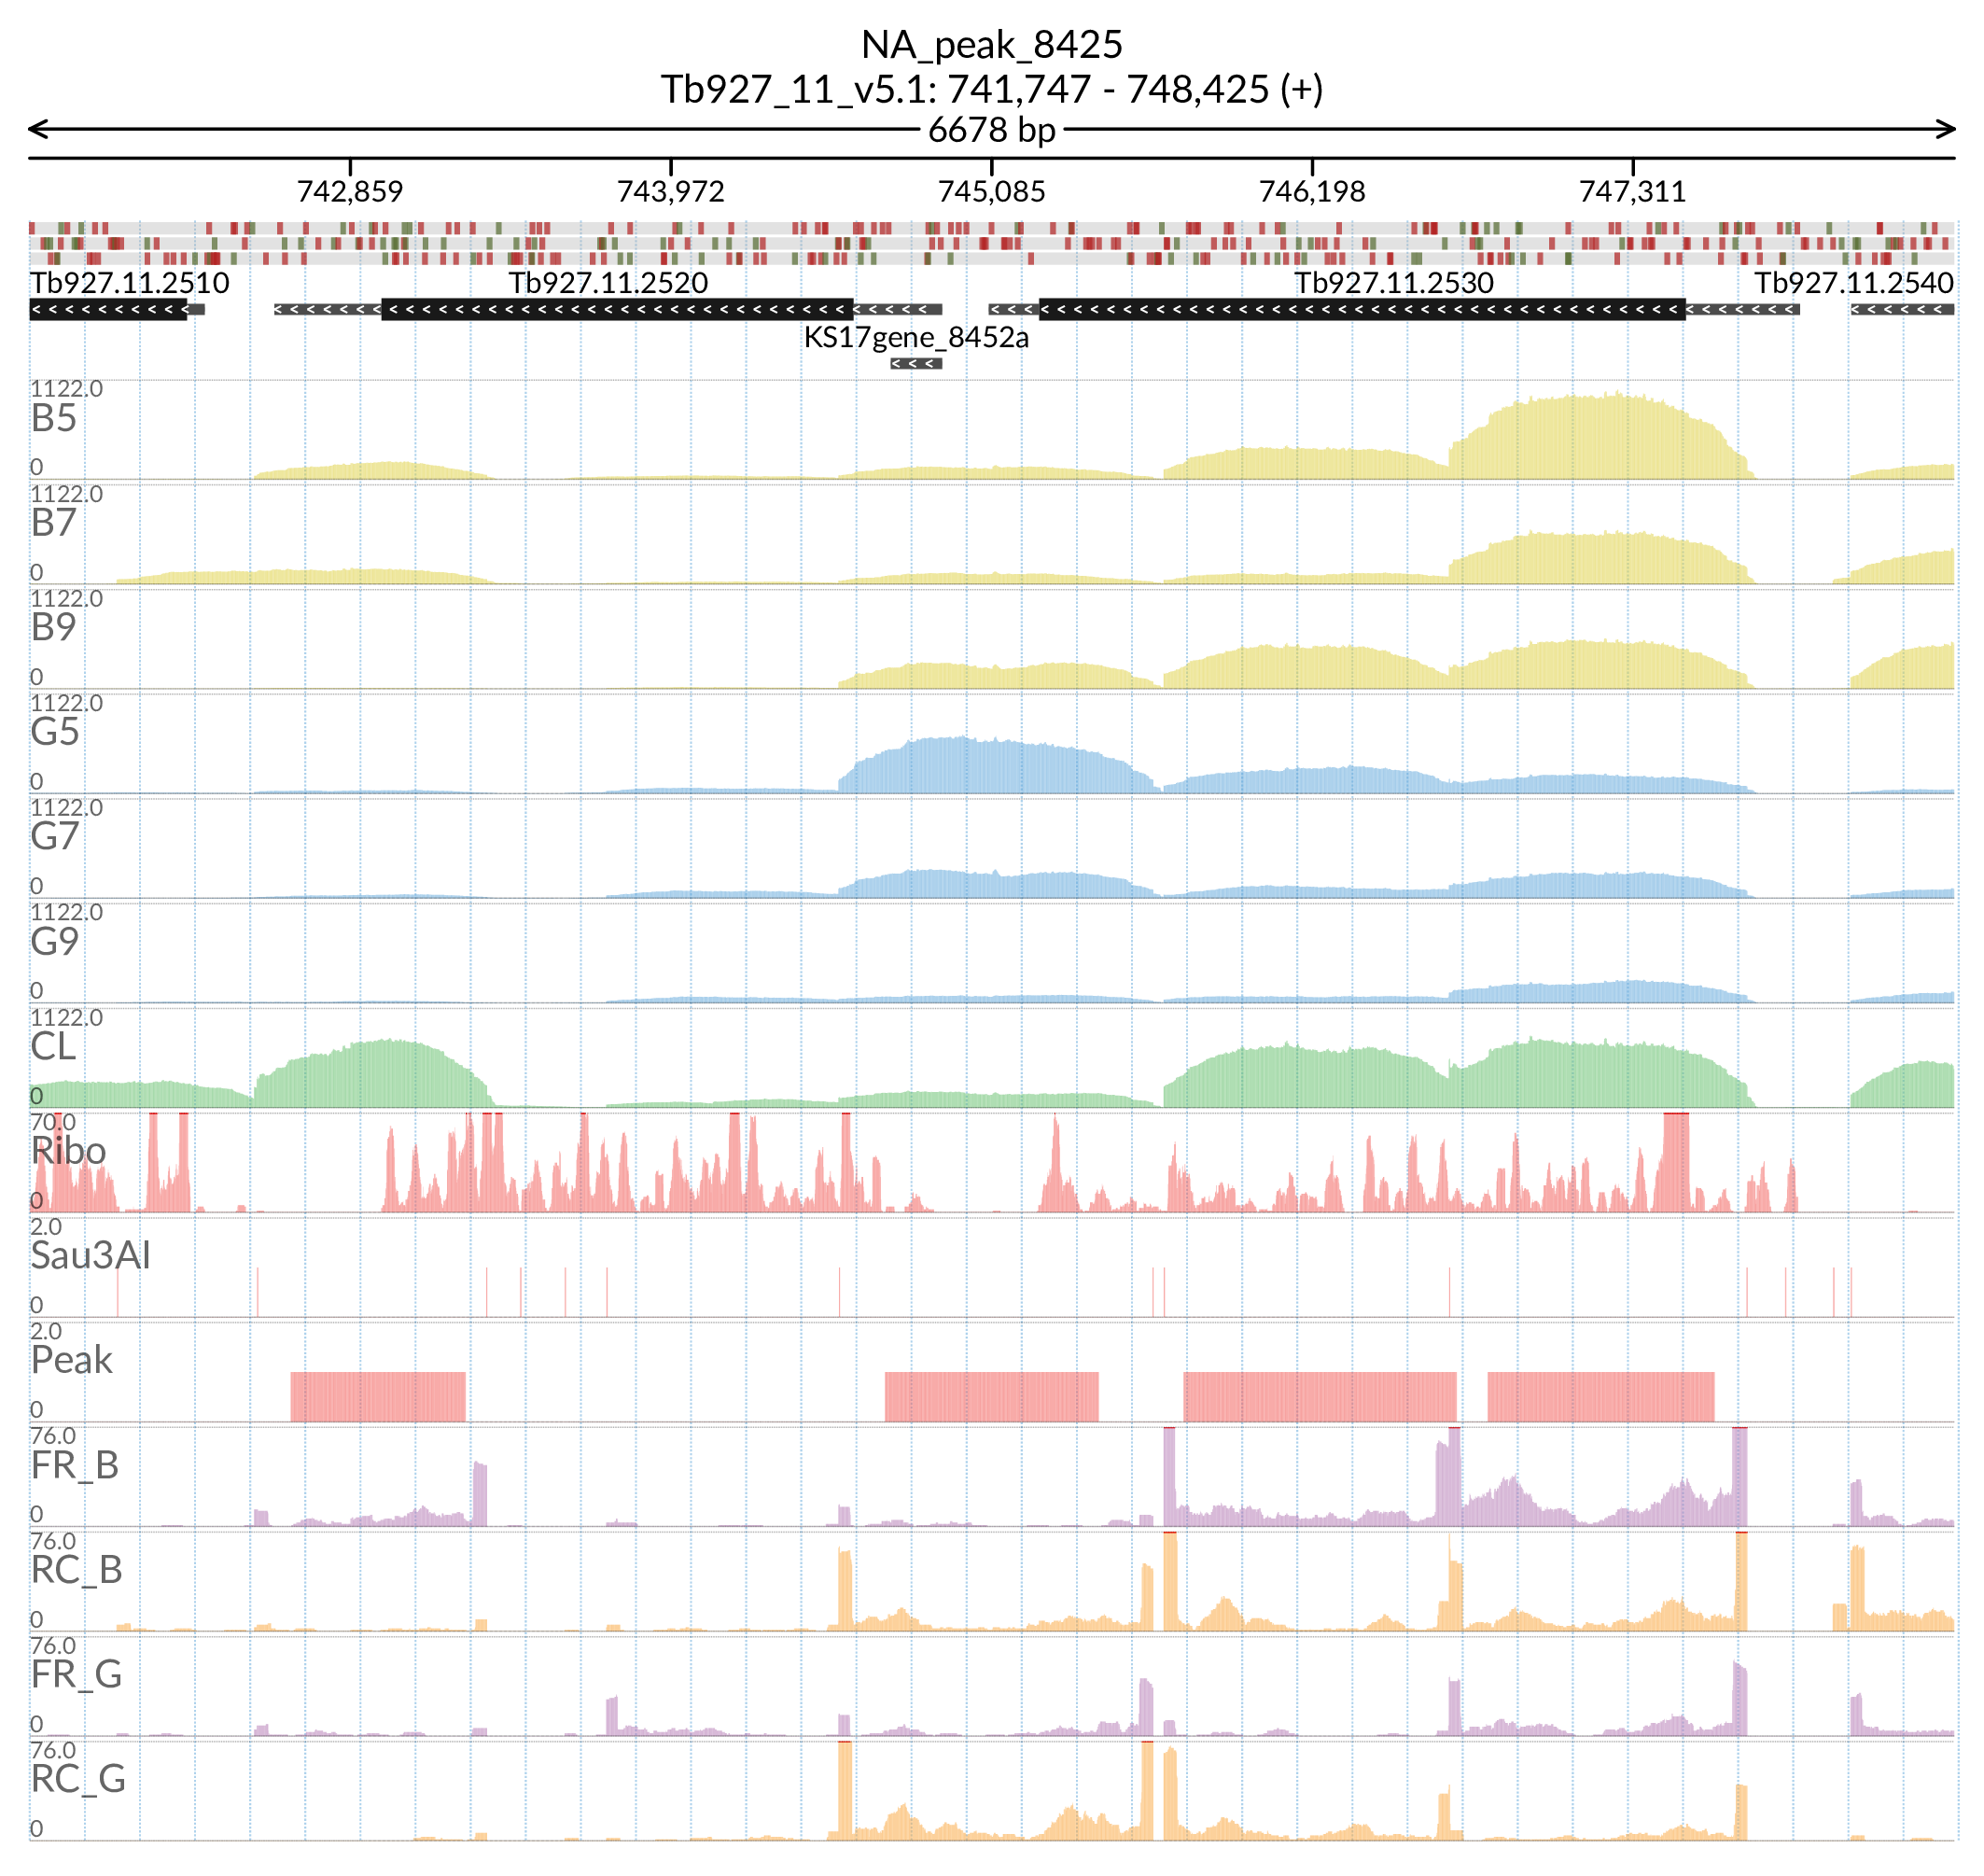 NA_peak_8425
Tb927_11_v5.1: 741,747 - 748,425 (+)
6678 bp
742,859 743,972 745,085 746,198 747,311
Tb927.11.2510 Tb927.11.2520 Tb927.11.2530 Tb927.11.2540
KS17gene_8452a
1122.0
B5
0
1122.0
B7
0
1122.0
B9
0
1122.0
G5
0
1122.0
G7
0
1122.0
G9
0
1122.0
CL
0
70.0
Ribo
0
2.0
Sau3AI
0
2.0
Peak
0
76.0
FR_B
0
76.0
RC_B
0
76.0
FR_G
0
76.0
RC_G
0